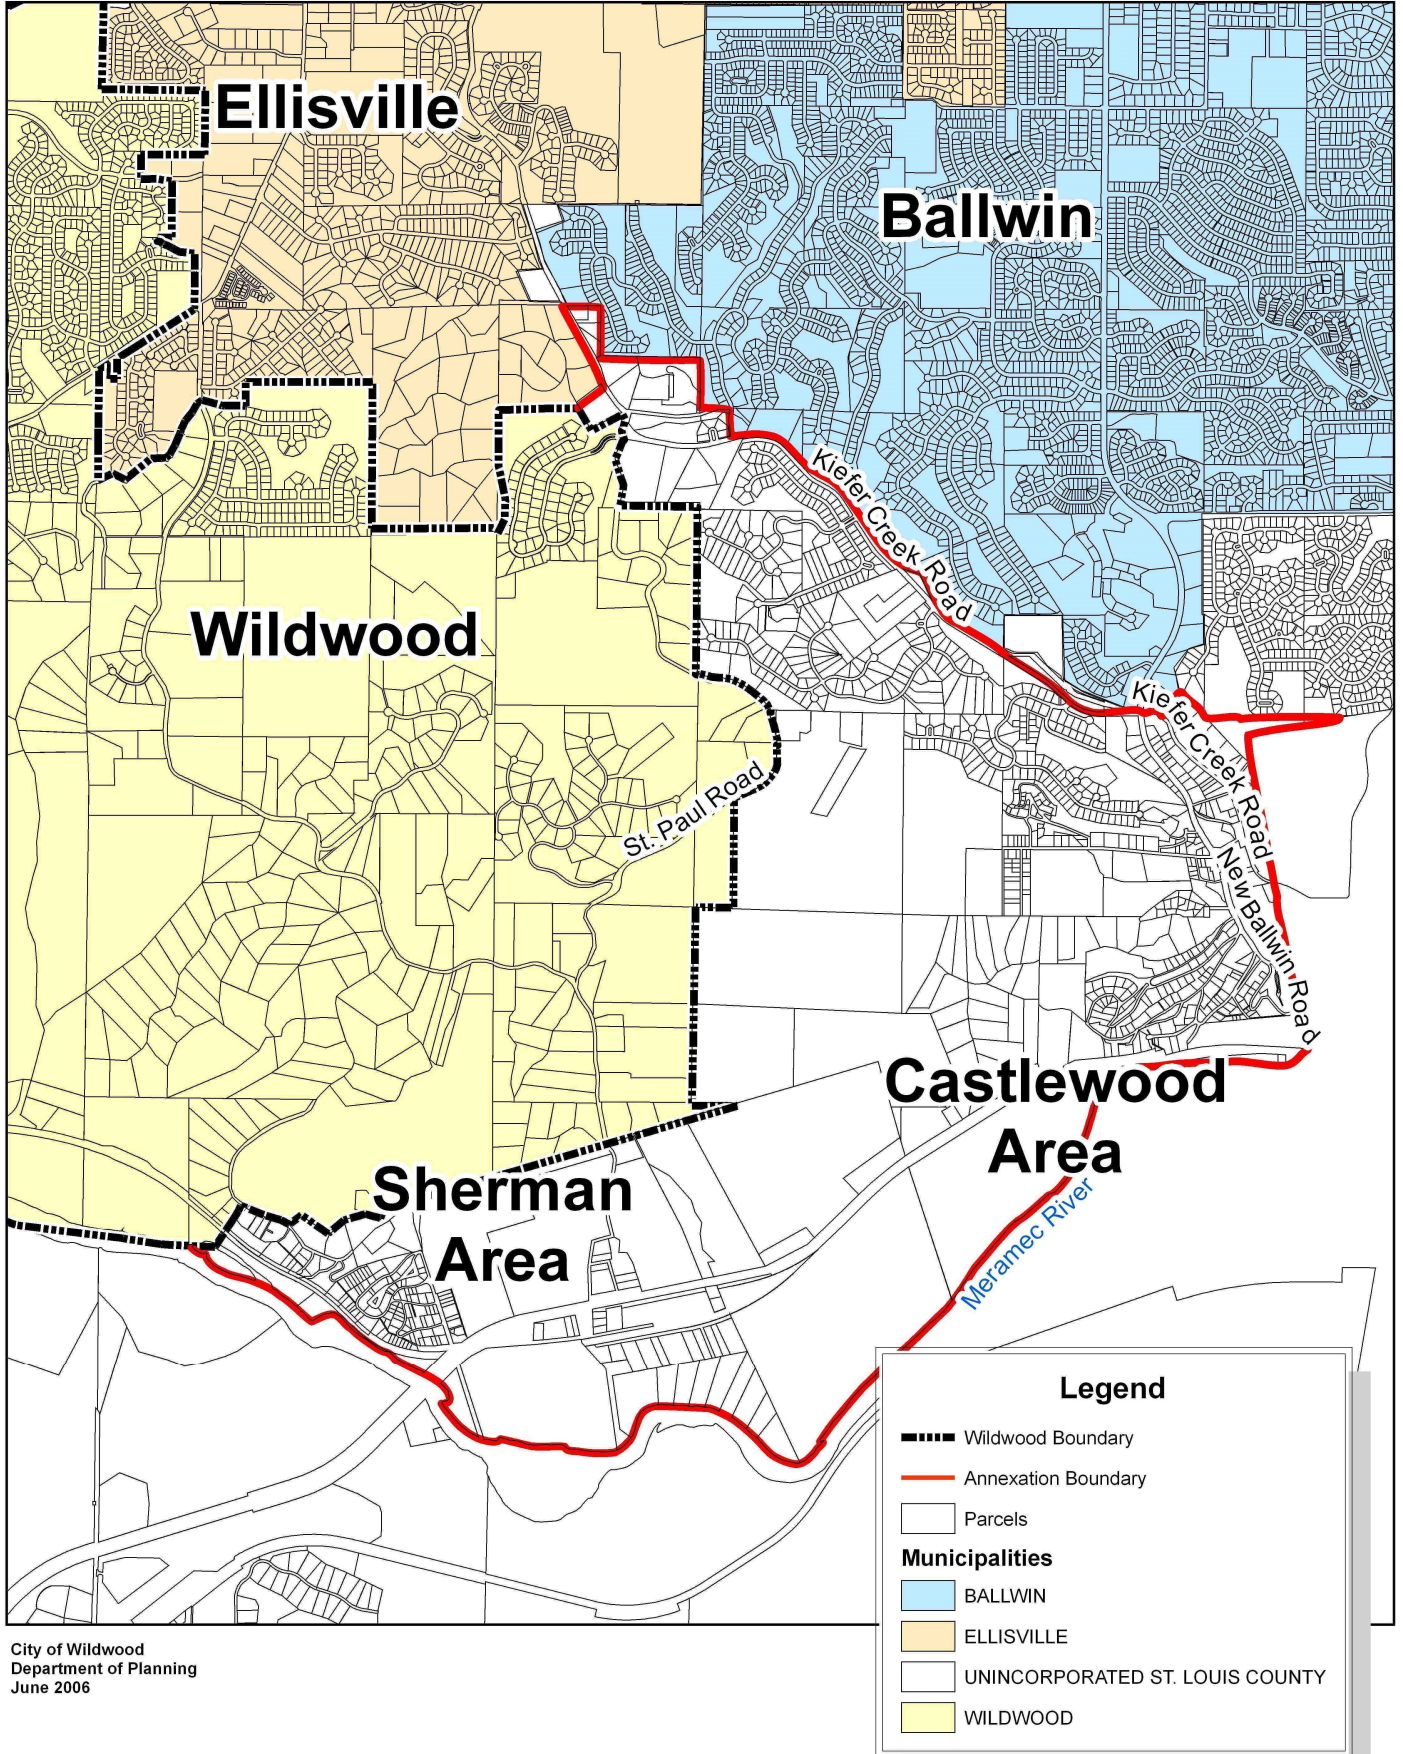 Ellisville
Ballwin
Kiefer Creek Road
Wildwood
Kiefer Creek Road
St. Paul Road
New Ballwin Road
Castlewood
Area
Sherman
Area
Meramec River
Legend
Wildwood Boundary
Annexation Boundary
Parcels
Municipalities
BALLWIN
ELLISVILLE
UNINCORPORATED ST. LOUIS COUNTY
WILDWOOD
City of Wildwood
Department of Planning
June 2006